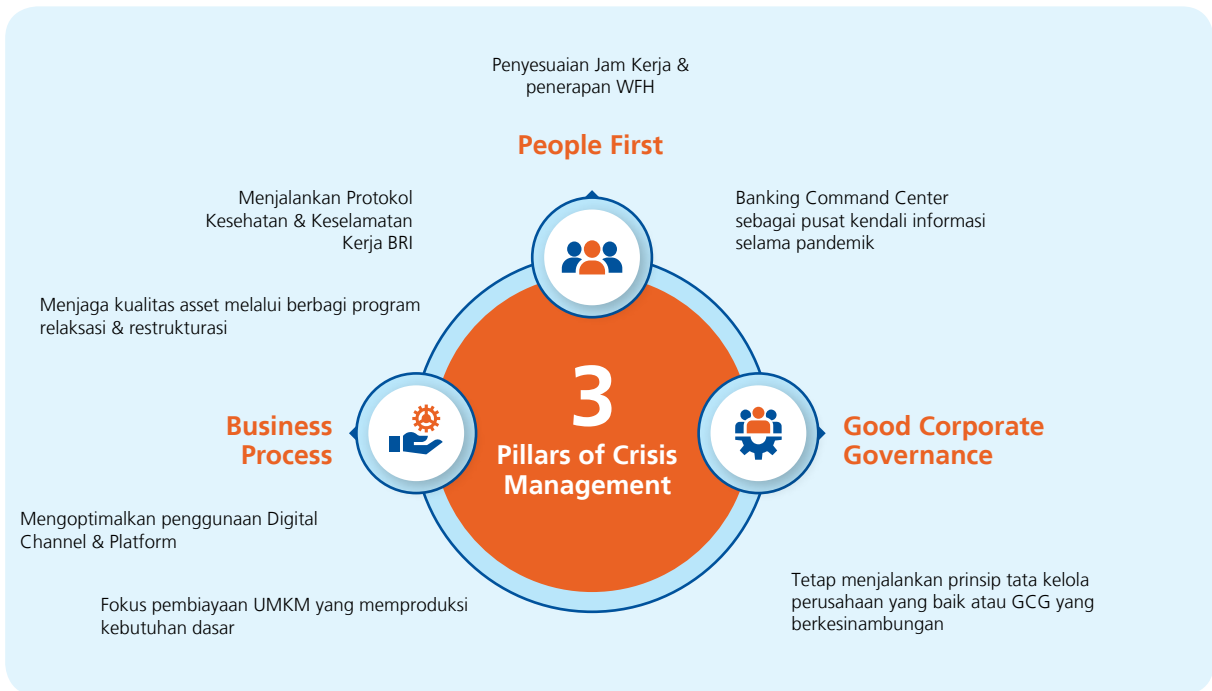 Penyesuaian Jam Kerja &
penerapan WFH
People First
Menjalankan Protokol
Kesehatan & Keselamatan
Kerja BRI
Banking Command Center
sebagai pusat kendali informasi
selama pandemik
Menjaga kualitas asset melalui berbagi program
relaksasi & restrukturasi
3
Pillars of Crisis
Management
Business
Process
Good Corporate
Governance
Mengoptimalkan penggunaan Digital
Channel & Platform
Fokus pembiayaan UMKM yang memproduksi
kebutuhan dasar
Tetap menjalankan prinsip tata kelola
perusahaan yang baik atau GCG yang
berkesinambungan